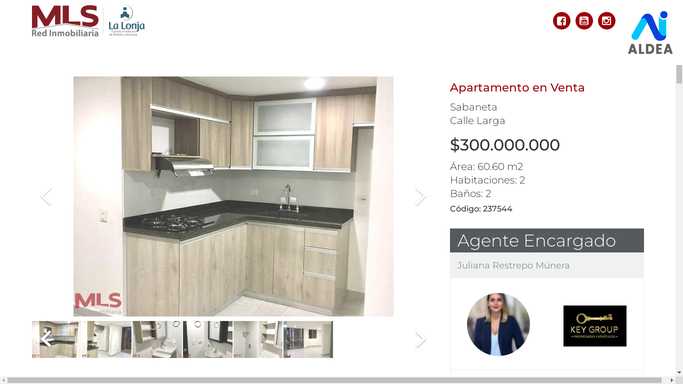 MLS
Red Inmobiliaria
La Lonja
ALDEA
Apartamento en Venta
Sabaneta
Calle Larga
$300.000.000
Área: 60.60 m2
Habitaciones: 2
Baños: 2
Código: 237544
Agente Encargado
Juliana Restrepo Múnera
MLS
KEY GROUP